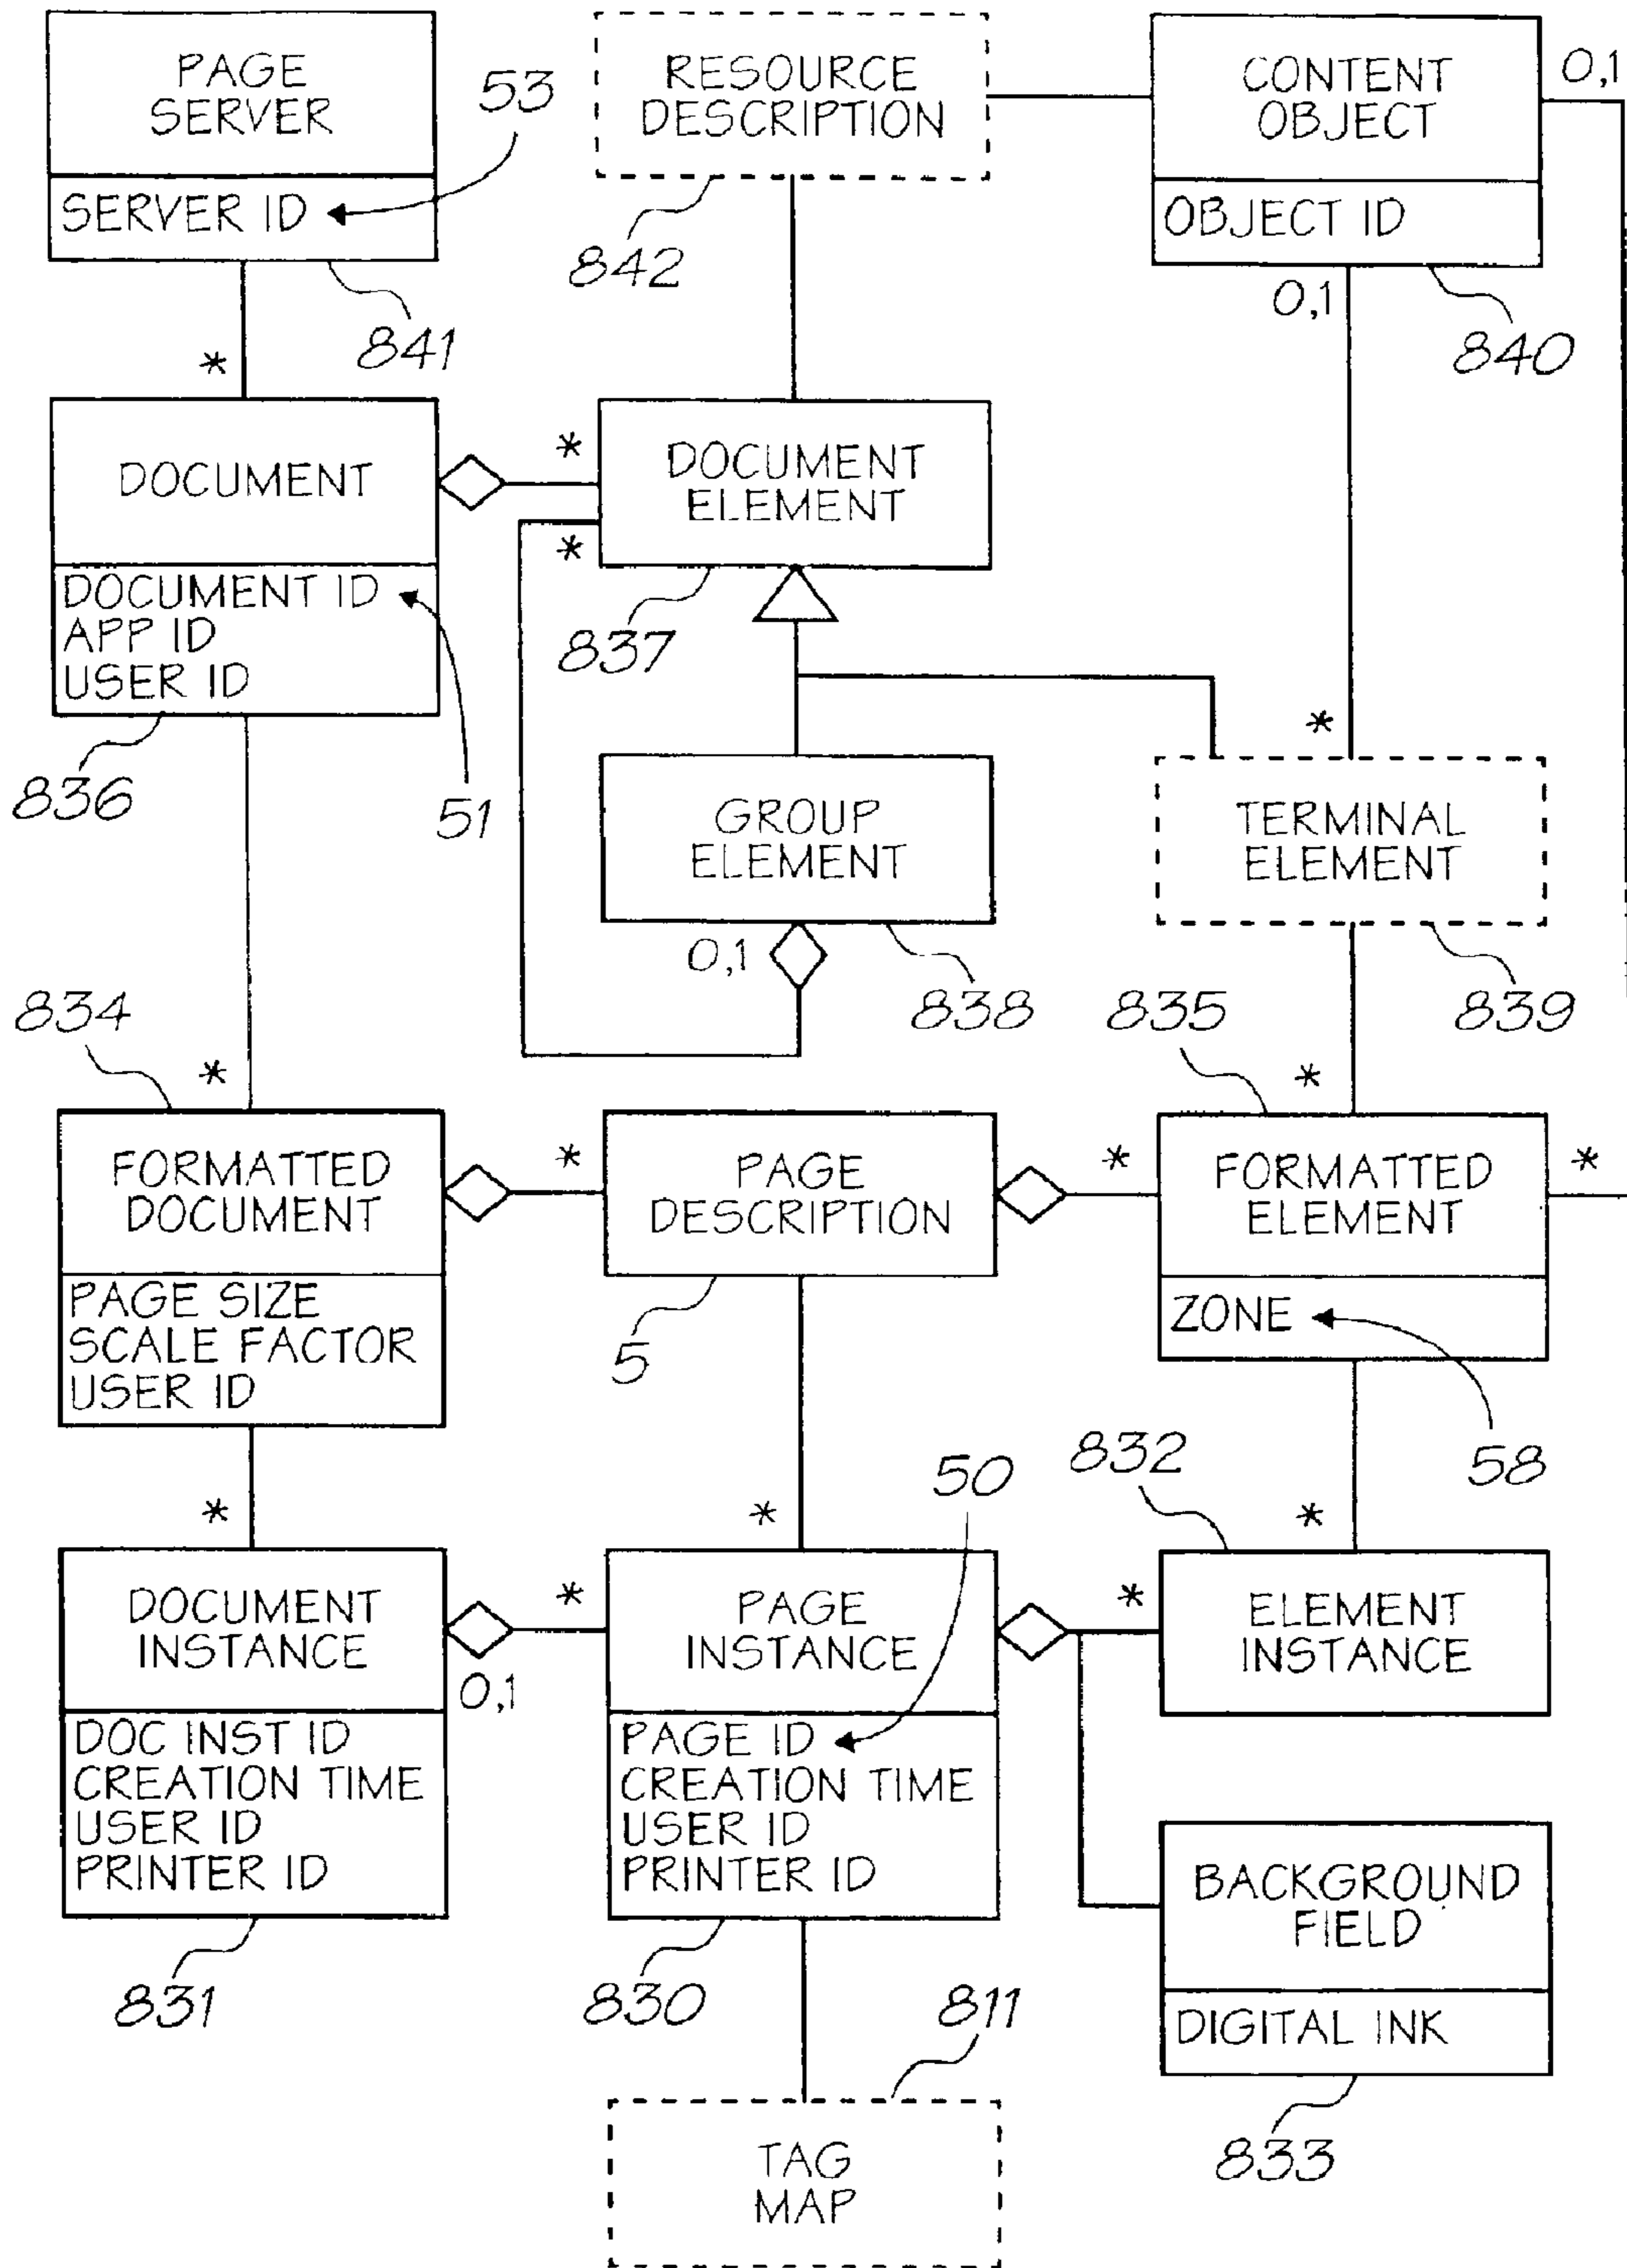 PAGE
SERVER
SERVER ID
53
841
*
RESOURCE
DESCRIPTION
842
CONTENT
OBJECT
OBJECT ID
0,1
0,1
840
DOCUMENT
DOCUMENT ID
APP ID
USER ID
836
51
*
*
DOCUMENT
ELEMENT
837
GROUP
ELEMENT
0,1
838
*
TERMINAL
ELEMENT
839
834
*
835
*
FORMATTED
DOCUMENT
PAGE SIZE
SCALE FACTOR
USER ID
*
PAGE
DESCRIPTION
5
*
FORMATTED
ELEMENT
ZONE
*
58
*
*
50
832
*
DOCUMENT
INSTANCE
DOC INST ID
CREATION TIME
USER ID
PRINTER ID
0,1
831
*
PAGE
INSTANCE
PAGE ID
CREATION TIME
USER ID
PRINTER ID
830
*
ELEMENT
INSTANCE
BACKGROUND
FIELD
DIGITAL INK
833
811
TAG
MAP